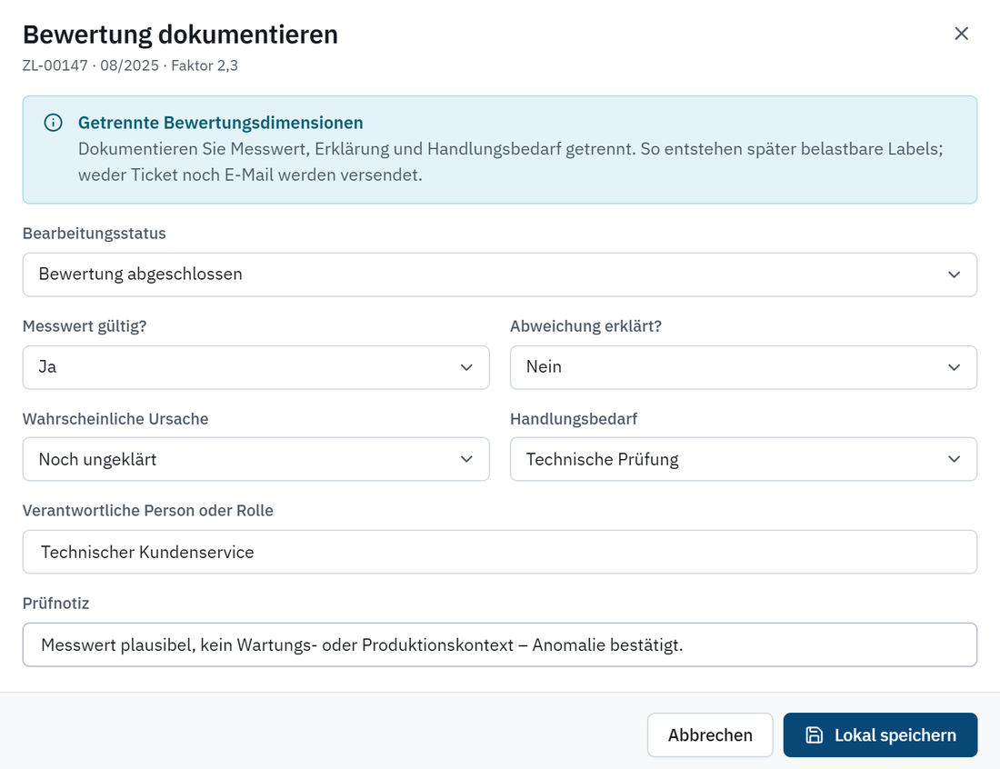 Bewertung dokumentieren
ZL-00147 · 08/2025 · Faktor 2,3
Getrennte Bewertungsdimensionen
Dokumentieren Sie Messwert, Erklärung und Handlungsbedarf getrennt. So entstehen später belastbare Labels;
weder Ticket noch E-Mail werden versendet.
Bearbeitungsstatus
Bewertung abgeschlossen
Messwert gültig?
Ja
Abweichung erklärt?
Nein
Wahrscheinliche Ursache
Noch ungeklärt
Handlungsbedarf
Technische Prüfung
Verantwortliche Person oder Rolle
Technischer Kundenservice
Prüfnotiz
Messwert plausibel, kein Wartungs- oder Produktionskontext – Anomalie bestätigt.
Abbrechen
Lokal speichern